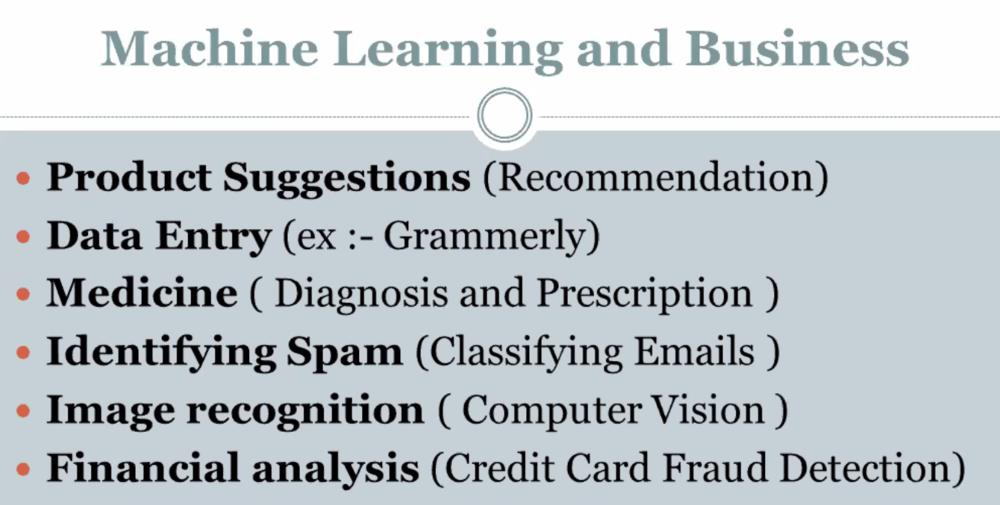 Machine Learning and Business
• Product Suggestions (Recommendation)
• Data Entry (ex :- Grammerly)
• Medicine ( Diagnosis and Prescription )
• Identifying Spam (Classifying Emails )
• Image recognition ( Computer Vision )
• Financial analysis (Credit Card Fraud Detection)